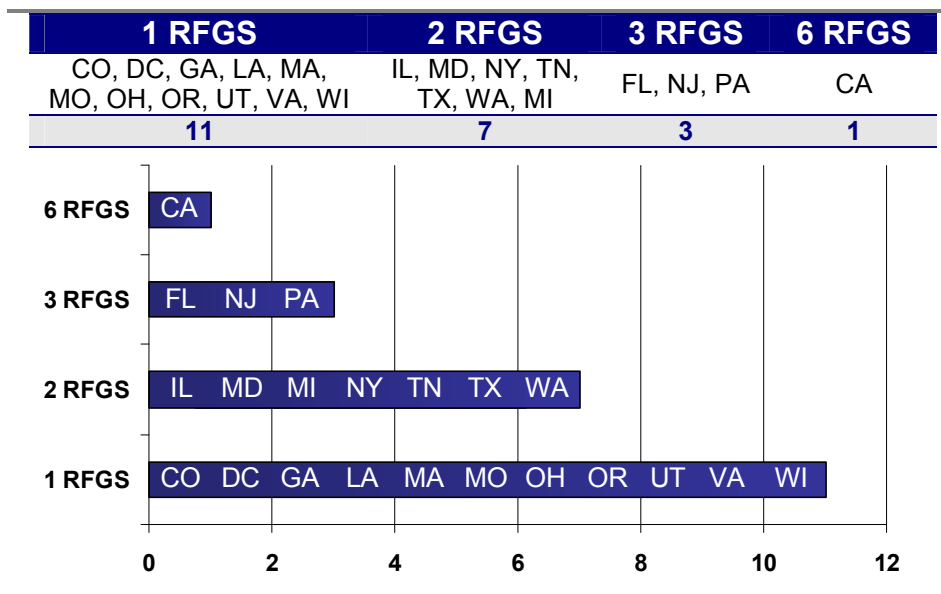 1 RFGS 2 RFGS 3 RFGS 6 RFGS
CO, DC, GA, LA, MA, MO, OH, OR, UT, VA, WI
IL, MD, NY, TN, TX, WA, MI
FL, NJ, PA
CA
11 7 3 1
6 RFGS CA
3 RFGS FL NJ PA
2 RFGS IL MD MI NY TN TX WA
1 RFGS CO DC GA LA MA MO OH OR UT VA WI
0 2 4 6 8 10 12